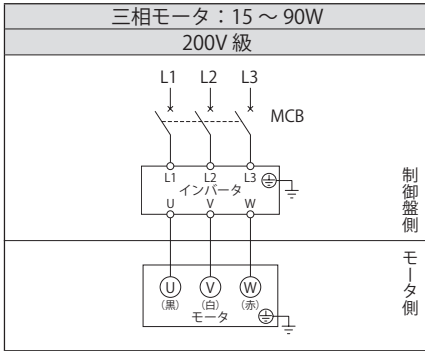 三相モータ：15 ～ 90W
200V 級
L1 L2 L3
MCB
L1 L2 L3
インバータ
U V W
制御盤側
モータ側
U V W
(黒) (白) (赤)
モータ